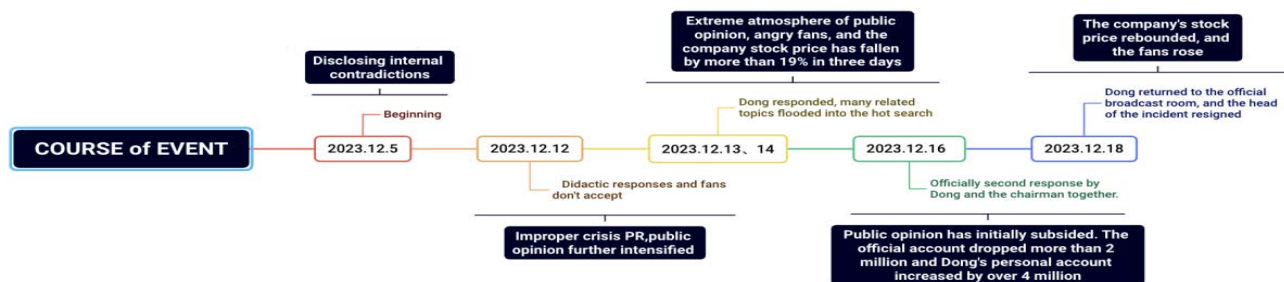 Extreme atmosphere of public
opinion, angry fans, and the
company stock price has fallen
by more than 19% in three days
The company's stock
price rebounded, and
the fans rose
Disclosing internal
contradictions
Beginning
Dong responded, many related
topics flooded into the hot search
Dong returned to the official
broadcast room, and the head
of the incident resigned
COURSE of EVENT
2023.12.5
2023.12.12
2023.12.13、14
2023.12.16
2023.12.18
Didactic responses and fans
don't accept
Officially second response by
Dong and the chairman together.
Improper crisis PR,public
opinion further intensified
Public opinion has initially subsided. The
official account dropped more than 2
million and Dong's personal account
increased by over 4 million